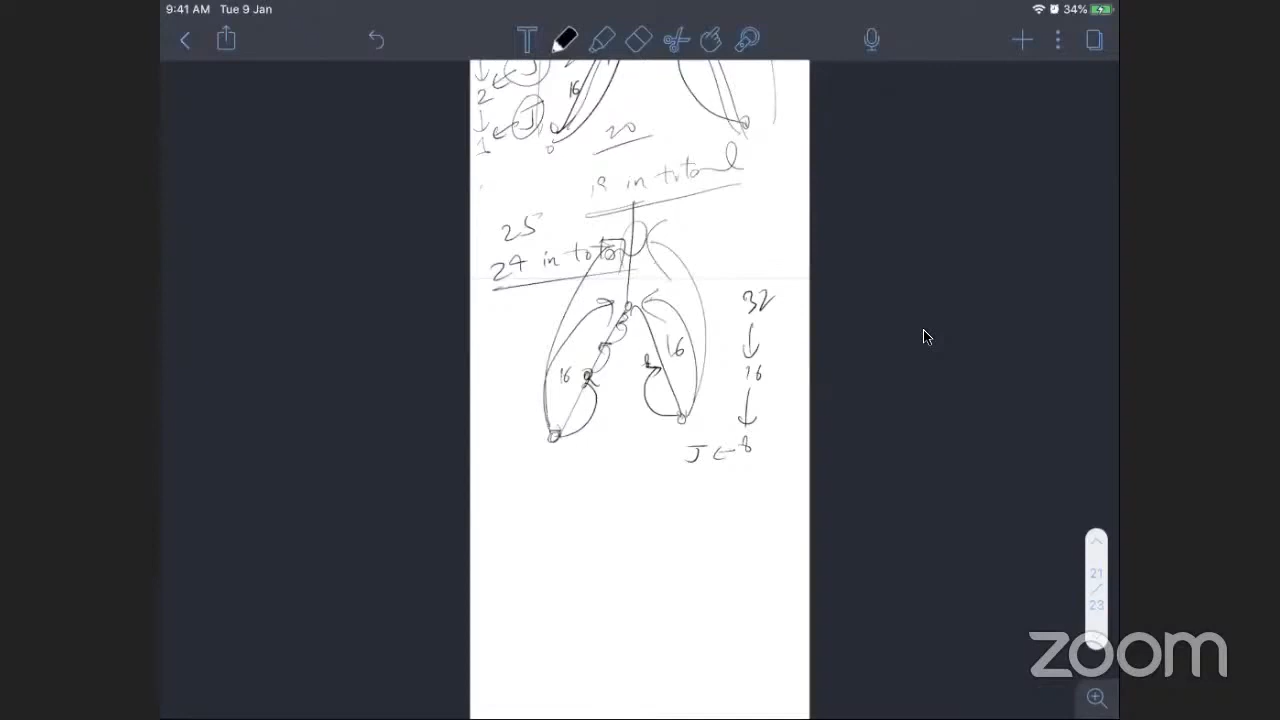 9:41 AM Tue 9 Jan
34%
T
2 ← J
16
1 ← J
0
20
18 in total
25
24 in total
32
16
16
16
J ← 8
21
/
23
zoom